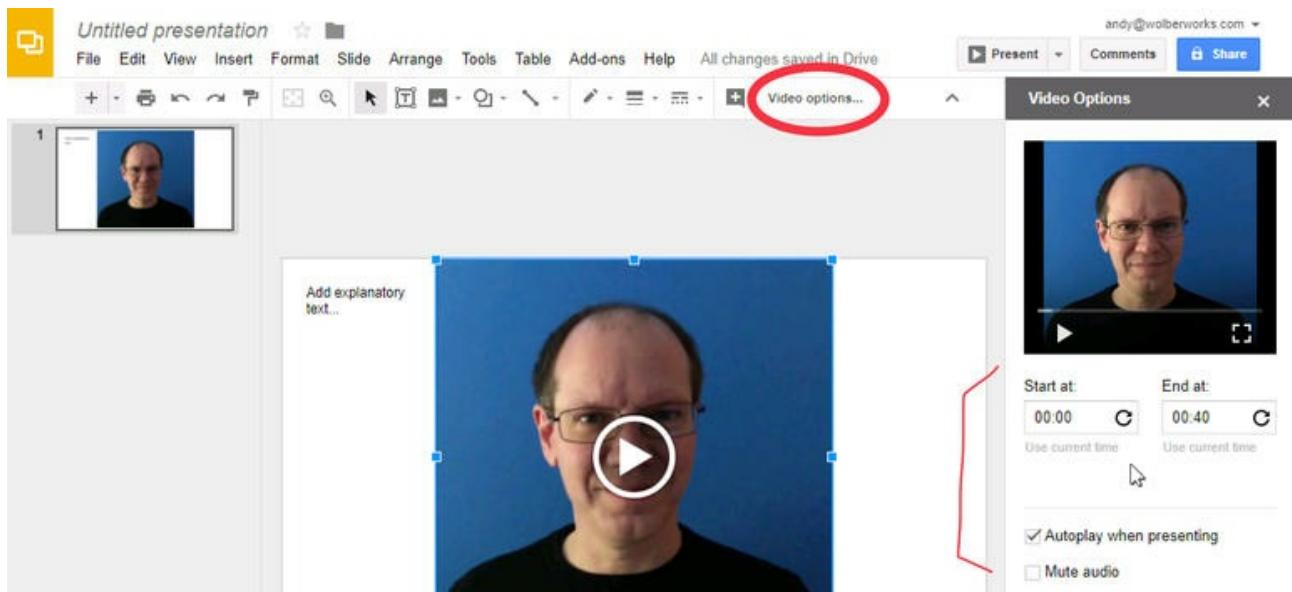 andy@wolberworks.com
Untitled presentation
File Edit View Insert Format Slide Arrange Tools Table Add-ons Help All changes saved in Drive
Present Comments Share
Video options...
Video Options
1
Add explanatory
text...
Start at: End at:
00:00 00:40
Use current time Use current time
Autoplay when presenting
Mute audio